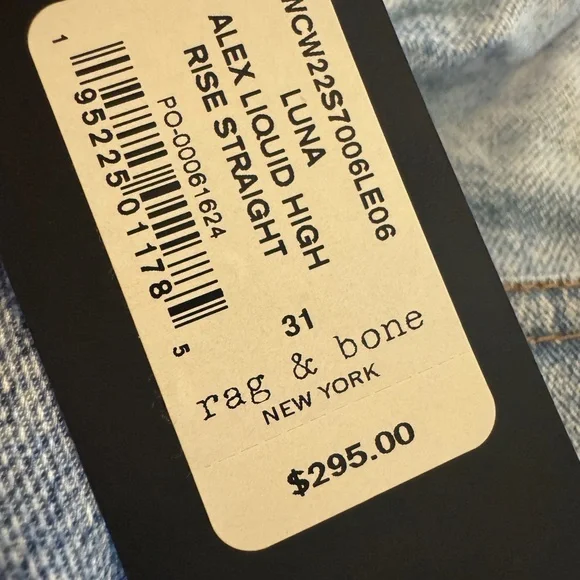 WCW22S7006LE06
LUNA
ALEX LIQUID HIGH
RISE STRAIGHT
PO-00061624
1 95225 01178 5
31
rag & bone
NEW YORK
$295.00